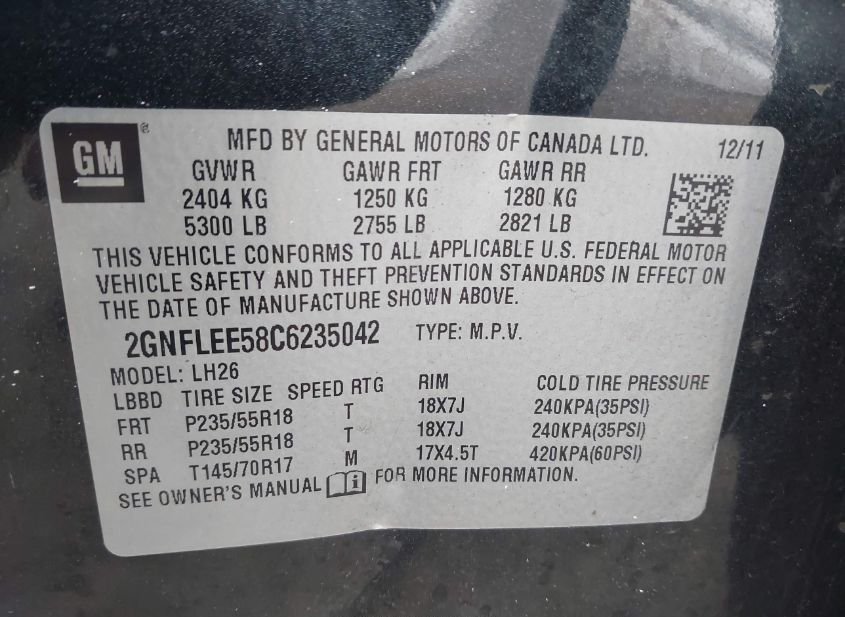 GM ®
MFD BY GENERAL MOTORS OF CANADA LTD. 12/11
GVWR GAWR FRT GAWR RR
2404 KG 1250 KG 1280 KG
5300 LB 2755 LB 2821 LB
THIS VEHICLE CONFORMS TO ALL APPLICABLE U.S. FEDERAL MOTOR
VEHICLE SAFETY AND THEFT PREVENTION STANDARDS IN EFFECT ON
THE DATE OF MANUFACTURE SHOWN ABOVE.
2GNFLEE58C6235042 TYPE: M.P.V.
MODEL: LH26
LBBD TIRE SIZE SPEED RTG RIM COLD TIRE PRESSURE
FRT P235/55R18 T 18X7J 240KPA(35PSI)
RR P235/55R18 T 18X7J 240KPA(35PSI)
SPA T145/70R17 M 17X4.5T 420KPA(60PSI)
SEE OWNER'S MANUAL FOR MORE INFORMATION.